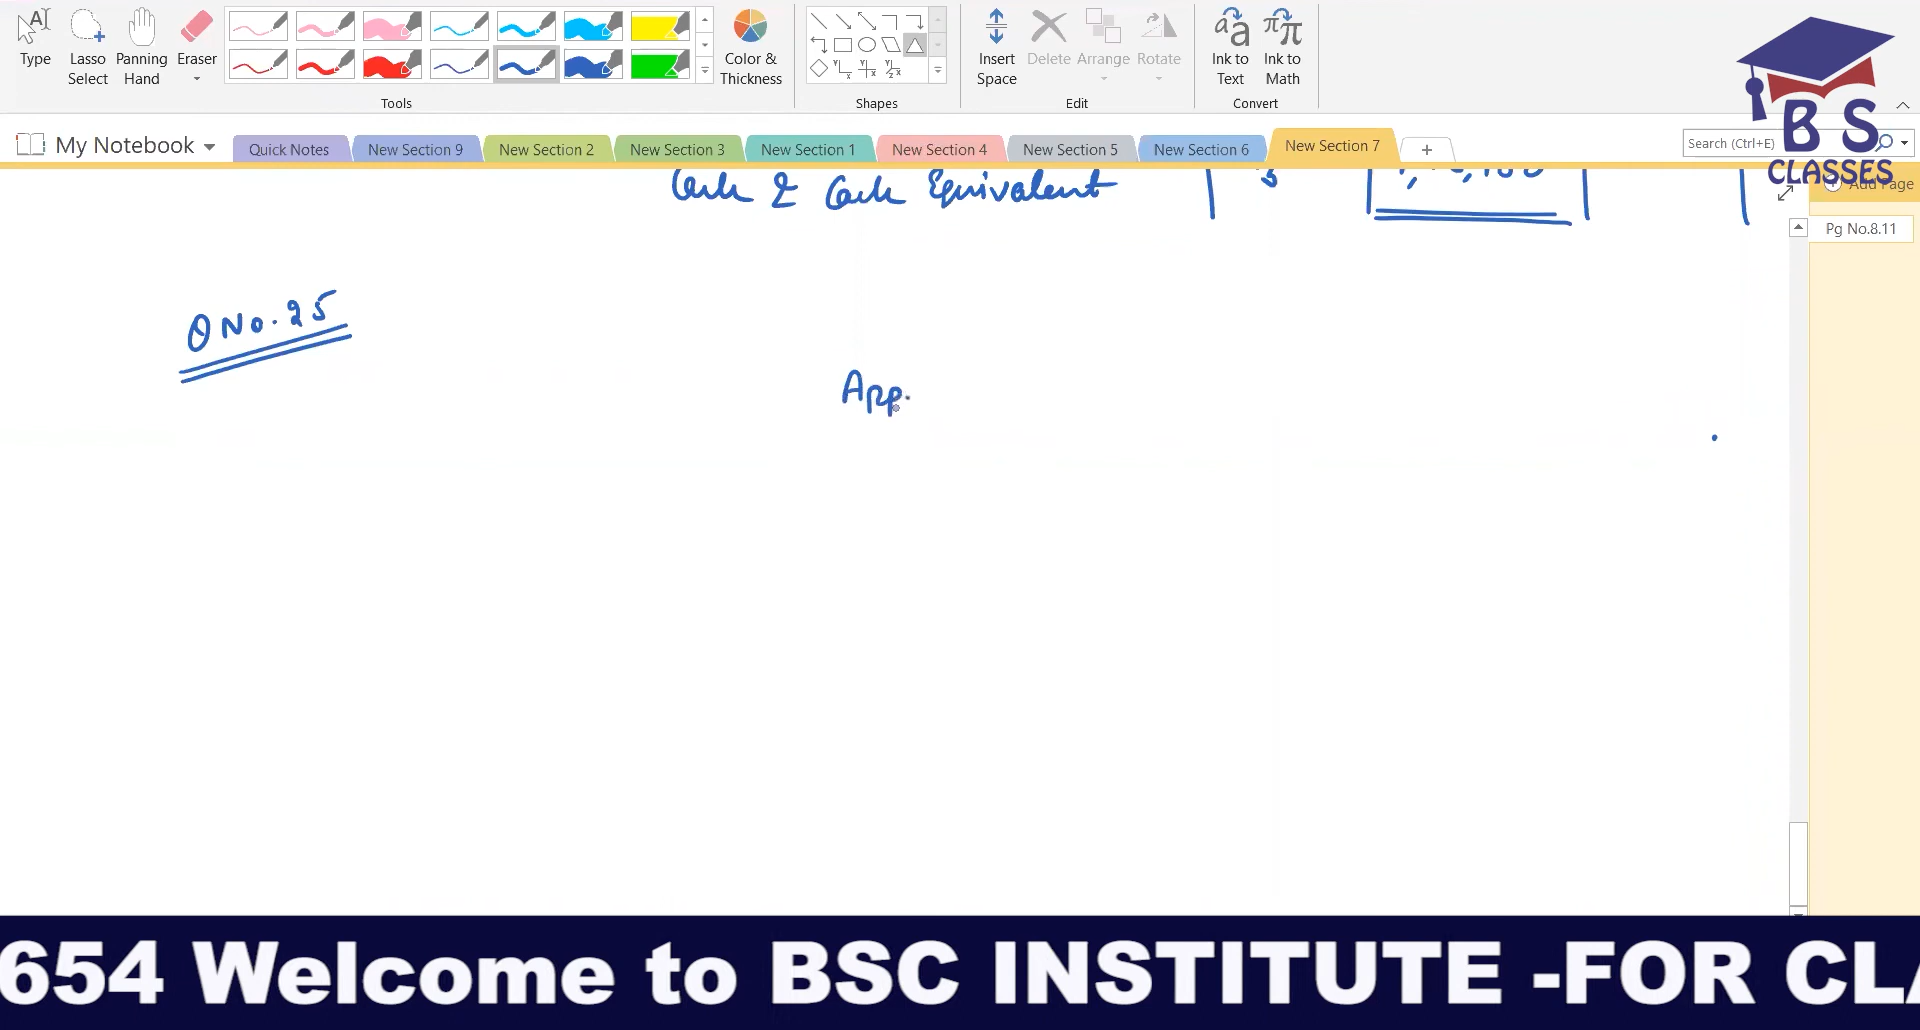 Type
Lasso Select
Panning Hand
Eraser
Color & Thickness
Insert Space
Delete
Arrange
Rotate
Ink to Text
Ink to Math
Tools
Shapes
Edit
Convert
B S
CLASSES
My Notebook
Quick Notes
New Section 9
New Section 2
New Section 3
New Section 1
New Section 4
New Section 5
New Section 6
New Section 7
Search (Ctrl+E)
Add Page
Pg No.8.11
Cash & Cash Equivalent
Q No. 25
App
654 Welcome to BSC INSTITUTE -FOR CLA